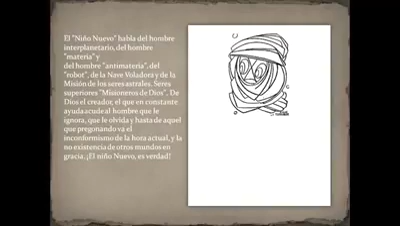 El "Niño Nuevo" habla del hombre
interplanetario, del hombre
"materia" y
del hombre "antimateria", del
"robot", de la Nave Voladora y de la
Misión de los seres astrales. Seres
superiores "Misioneros de Dios", De
Dios el creador, el que en constante
ayuda acude al hombre que le
ignora, que le olvida y hasta de aquel
que pregonando va el
inconformismo de la hora actual, y la
no existencia de otros mundos en
gracia. ¡El niño Nuevo, es verdad!